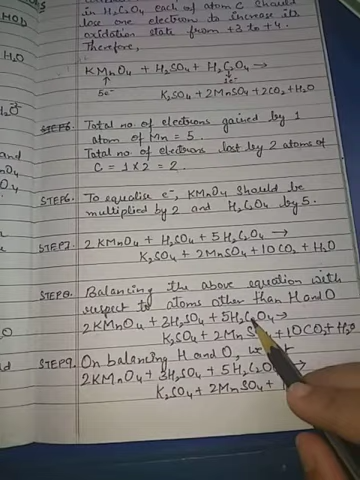 HOD
H₂O
in H₂C₂O₄ each of atom C should
lose one electron to increase its
oxidation state from +3 to +4.
Therefore,
KMnO₄ + H₂SO₄ + H₂C₂O₄ →
5e⁻ 2e⁻
K₂SO₄ + 2MnSO₄ + 2CO₂ + H₂O
STEP5. Total no. of electrons gained by 1
atom of Mn = 5.
Total no. of electrons lost by 2 atoms of
C = 1 × 2 = 2.
STEP6. To equalise e⁻, KMnO₄ should be
multiplied by 2 and H₂C₂O₄ by 5.
STEP7. 2KMnO₄ + H₂SO₄ + 5H₂C₂O₄ →
K₂SO₄ + 2MnSO₄ + 10CO₂ + H₂O
STEP8. Balancing the above equation with
respect to atoms other than H and O
2KMnO₄ + 3H₂SO₄ + 5H₂C₂O₄ →
K₂SO₄ + 2MnSO₄ + 10CO₂ + H₂O
STEP9. On balancing H and O, we
2KMnO₄ + 3H₂SO₄ + 5H₂C₂O₄
K₂SO₄ + 2MnSO₄ +